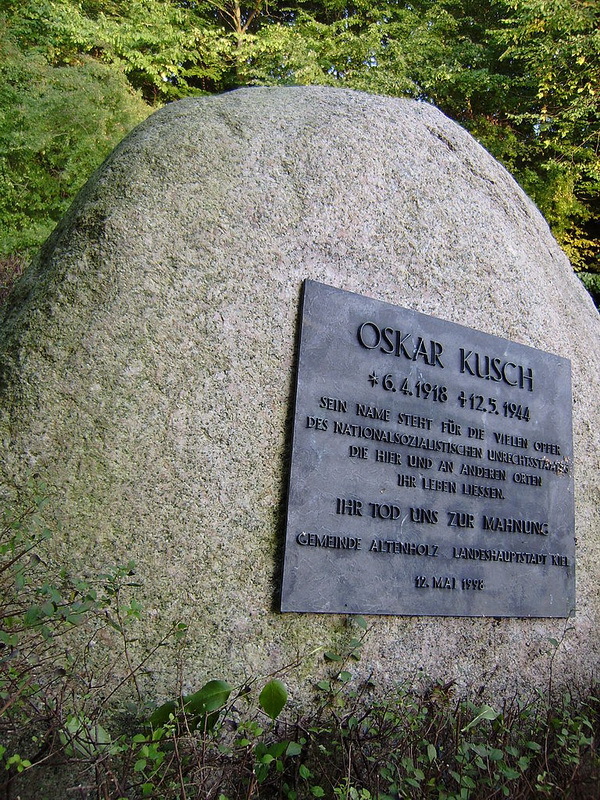 OSKAR KUSCH
* 6.4.1918 ✝ 12.5.1944
SEIN NAME STEHT FÜR DIE VIELEN OPFER
DES NATIONALSOZIALISTISCHEN UNRECHTSSTAATES
DIE HIER UND AN ANDEREN ORTEN
IHR LEBEN LIESSEN.
IHR TOD UNS ZUR MAHNUNG
GEMEINDE ALTENHOLZ LANDESHAUPTSTADT KIEL
12. MAI 1998